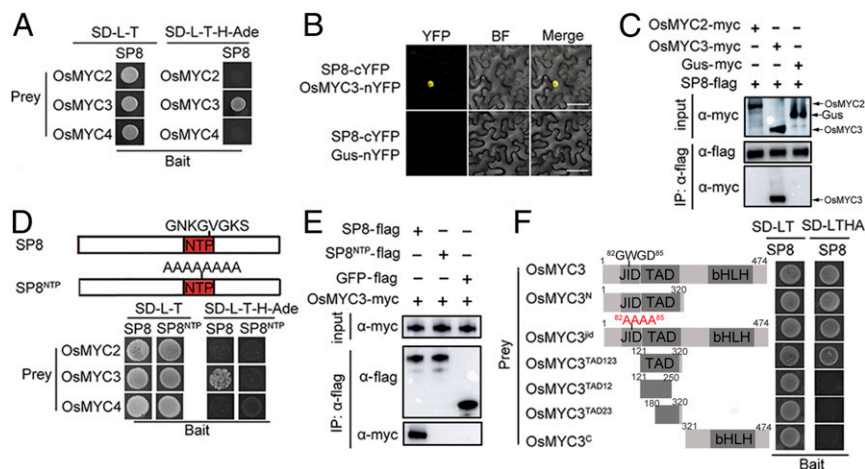 A
SD-L-T SD-L-T-H-Ade
SP8 SP8
OsMYC2 OsMYC2
Prey OsMYC3 OsMYC3
OsMYC4 OsMYC4
Bait
B
YFP BF Merge
SP8-cYFP
OsMYC3-nYFP
SP8-cYFP
Gus-nYFP
C
OsMYC2-myc +
OsMYC3-myc +
Gus-myc +
SP8-flag + + +
input α-myc OsMYC2
Gus
OsMYC3
IP: α-flag α-flag
α-myc OsMYC3
D
GNKGVGKS
SP8 NTP
AAAAAAAA
SP8NTP NTP
SD-L-T SD-L-T-H-Ade
SP8 SP8NTP SP8 SP8NTP
OsMYC2
Prey OsMYC3
OsMYC4
Bait
E
SP8-flag +
SP8NTP-flag +
GFP-flag +
OsMYC3-myc + + +
input α-myc
IP: α-flag α-flag
α-myc
F
SD-LT SD-LTHA
SP8 SP8
82GWGD85
1 474
OsMYC3 JID TAD bHLH
1 320
OsMYC3N JID TAD
82AAAA85
1 474
OsMYC3jid JID TAD bHLH
121 320
OsMYC3TAD123 TAD
121 250
OsMYC3TAD12
180 320
OsMYC3TAD23
321 474
OsMYC3C bHLH
Prey
Bait